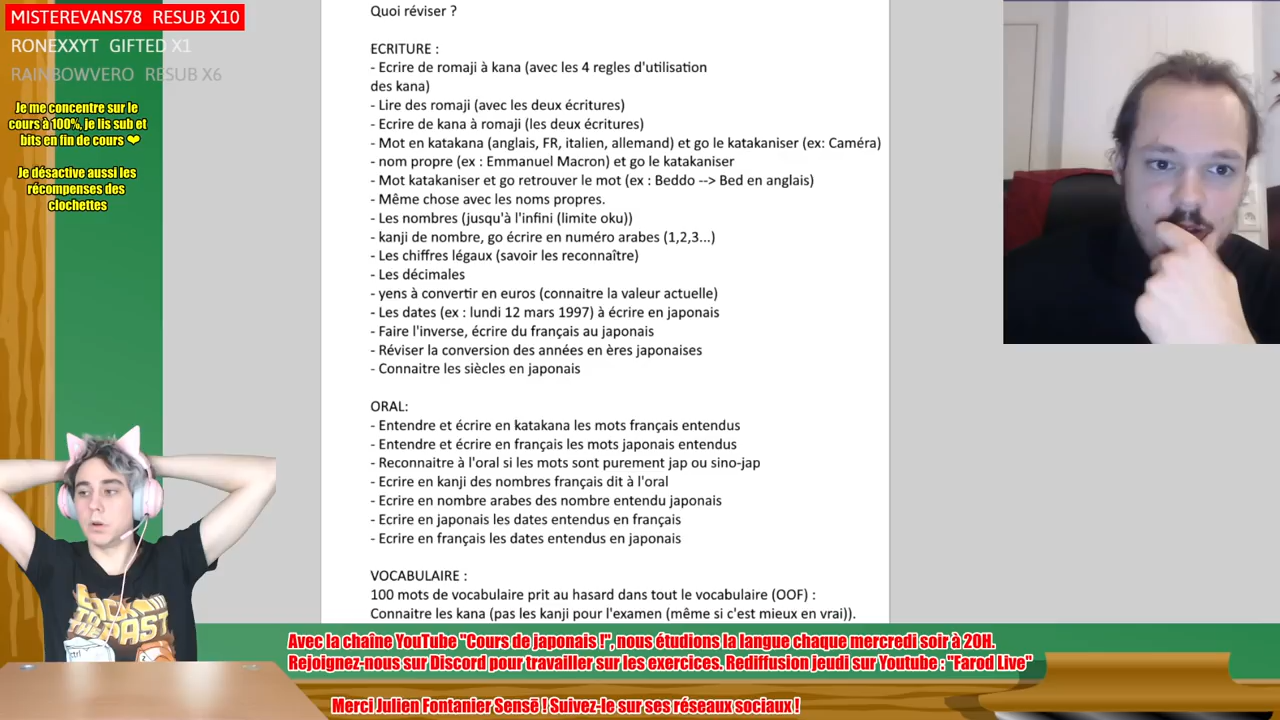 MISTEREVANS78 RESUB X10
RONEXXYT GIFTED X1
RAINBOWVERO RESUB X6
Je me concentre sur le
cours à 100%, je lis sub et
bits en fin de cours ❤
Je désactive aussi les
récompenses des
clochettes
Quoi réviser ?
ECRITURE :
- Ecrire de romaji à kana (avec les 4 regles d'utilisation
des kana)
- Lire des romaji (avec les deux écritures)
- Ecrire de kana à romaji (les deux écritures)
- Mot en katakana (anglais, FR, italien, allemand) et go le katakaniser (ex: Caméra)
- nom propre (ex : Emmanuel Macron) et go le katakaniser
- Mot katakaniser et go retrouver le mot (ex : Beddo --> Bed en anglais)
- Même chose avec les noms propres.
- Les nombres (jusqu'à l'infini (limite oku))
- kanji de nombre, go écrire en numéro arabes (1,2,3...)
- Les chiffres légaux (savoir les reconnaître)
- Les décimales
- yens à convertir en euros (connaitre la valeur actuelle)
- Les dates (ex : lundi 12 mars 1997) à écrire en japonais
- Faire l'inverse, écrire du français au japonais
- Réviser la conversion des années en ères japonaises
- Connaitre les siècles en japonais
ORAL:
- Entendre et écrire en katakana les mots français entendus
- Entendre et écrire en français les mots japonais entendus
- Reconnaitre à l'oral si les mots sont purement jap ou sino-jap
- Ecrire en kanji des nombres français dit à l'oral
- Ecrire en nombre arabes des nombre entendu japonais
- Ecrire en japonais les dates entendus en français
- Ecrire en français les dates entendus en japonais
VOCABULAIRE :
100 mots de vocabulaire prit au hasard dans tout le vocabulaire (OOF) :
Connaitre les kana (pas les kanji pour l'examen (même si c'est mieux en vrai)).
Avec la chaîne YouTube "Cours de japonais !", nous étudions la langue chaque mercredi soir à 20H.
Rejoignez-nous sur Discord pour travailler sur les exercices. Rediffusion jeudi sur Youtube : "Farod Live"
Merci Julien Fontanier Sensē ! Suivez-le sur ses réseaux sociaux !